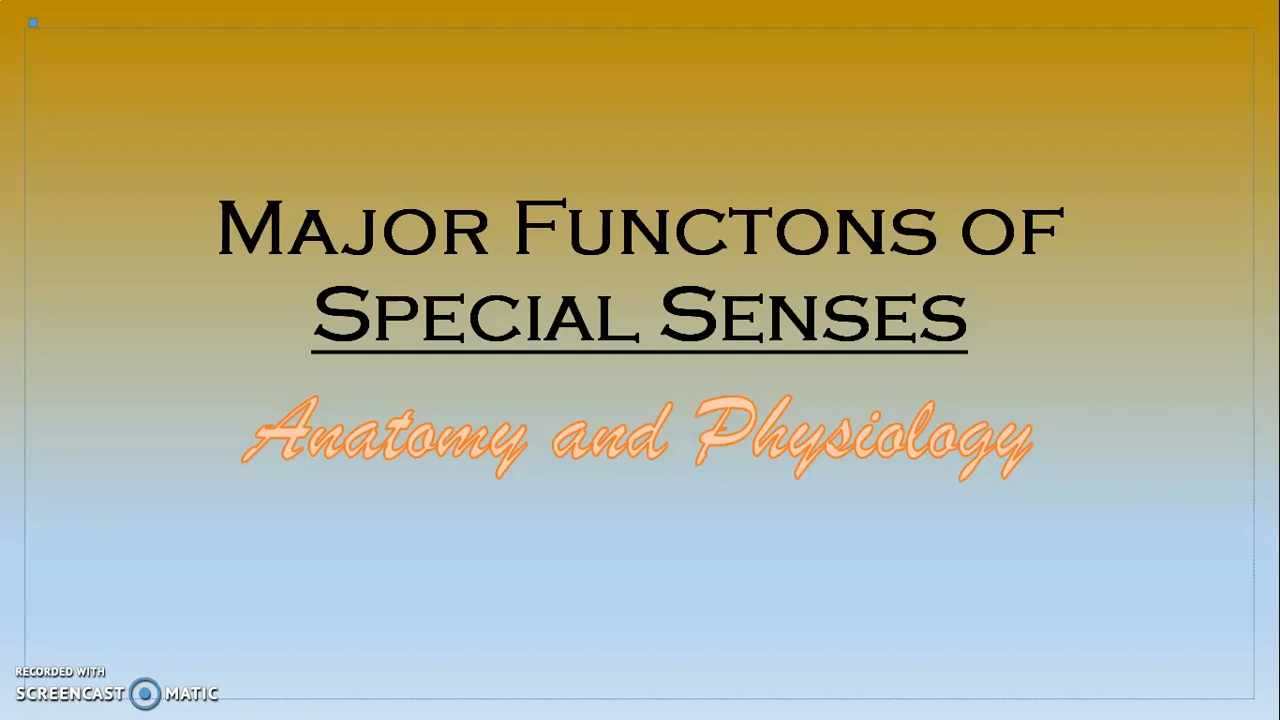 Major Functons of
Special Senses
Anatomy and Physiology
RECORDED WITH
SCREENCAST MATIC